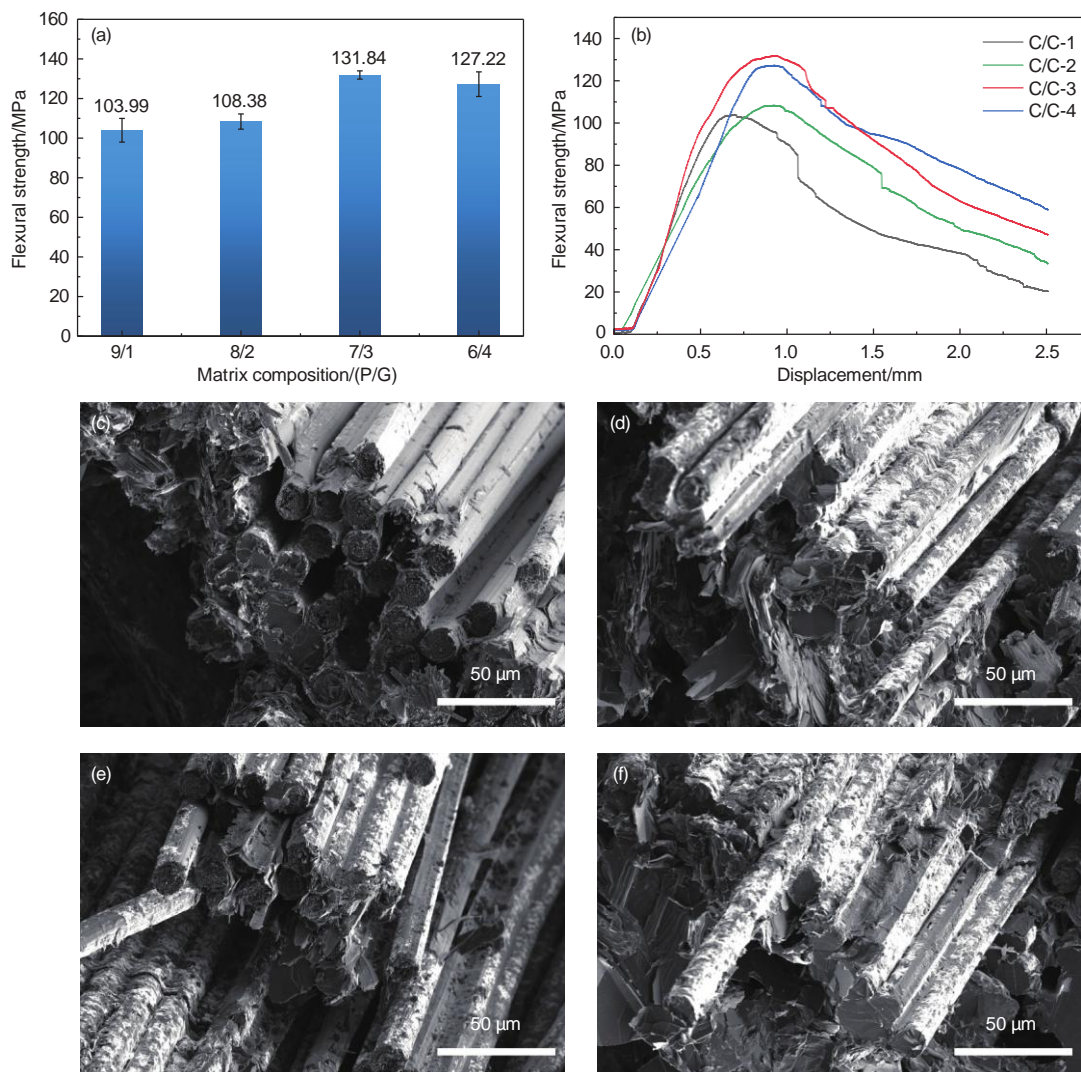 (a)
160
140
120
100
80
60
40
20
0
103.99
108.38
131.84
127.22
9/1
8/2
7/3
6/4
Flexural strength/MPa
Matrix composition/(P/G)
(b)
140
120
100
80
60
40
20
0
C/C-1
C/C-2
C/C-3
C/C-4
0.0
0.5
1.0
1.5
2.0
2.5
Flexural strength/MPa
Displacement/mm
(c)
50 μm
(d)
50 μm
(e)
50 μm
(f)
50 μm